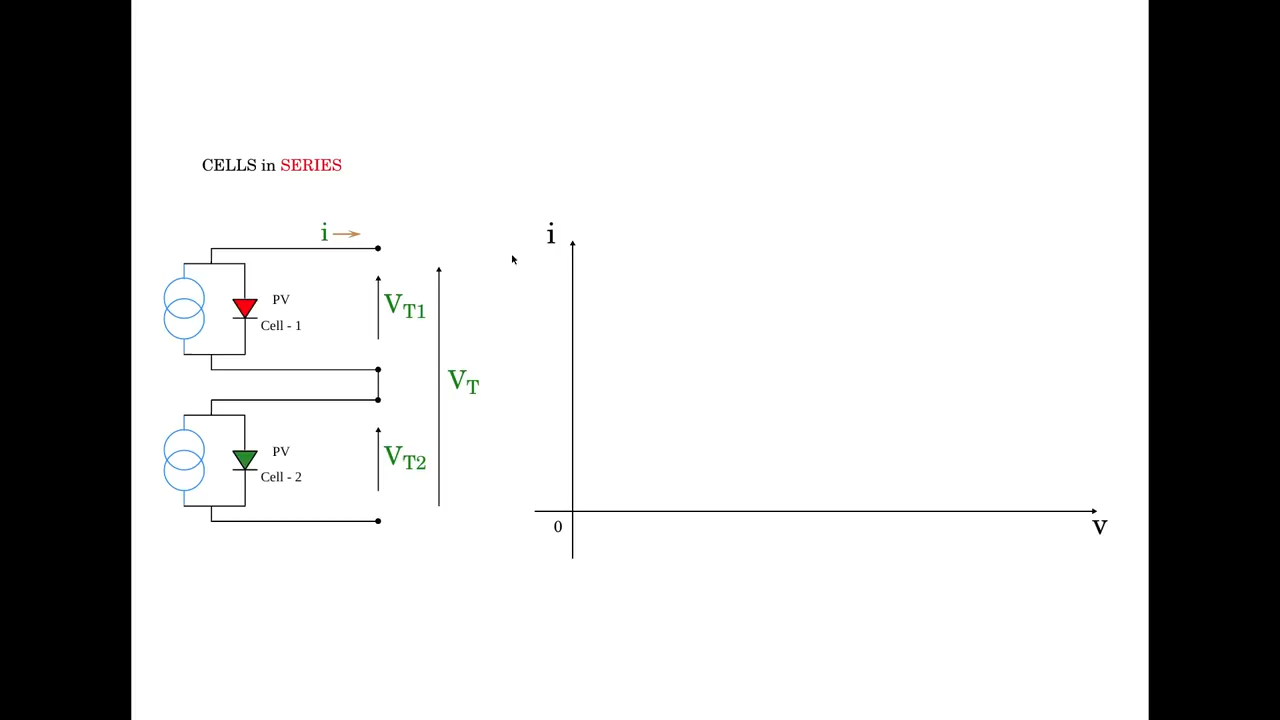 CELLS in SERIES
i
PV
Cell - 1
V_T1
V_T
PV
Cell - 2
V_T2
i
0
v